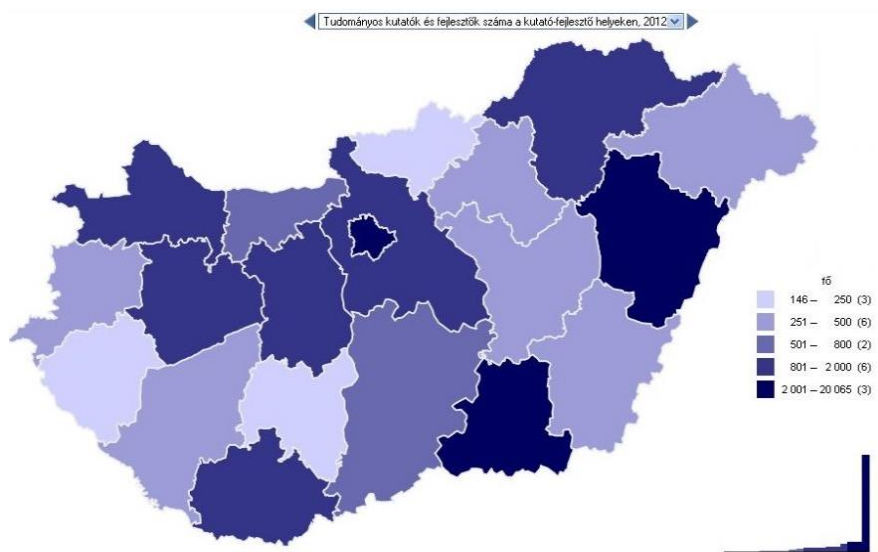 Tudományos kutatók és fejlesztők száma a kutató-fejlesztő helyeken, 2012
fő
146 – 250 (3)
251 – 500 (6)
501 – 800 (2)
801 – 2 000 (6)
2 001 – 20 065 (3)